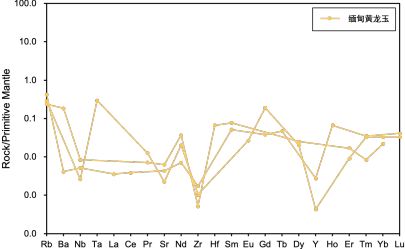 100.0
缅甸黄龙玉
10.0
1.0
0.1
0.0
0.0
0.0
Rock/Primitive Mantle
Rb Ba Nb Ta La Ce Pr Sr Nd Zr Hf Sm Eu Gd Tb Dy Y Ho Er Tm Yb Lu